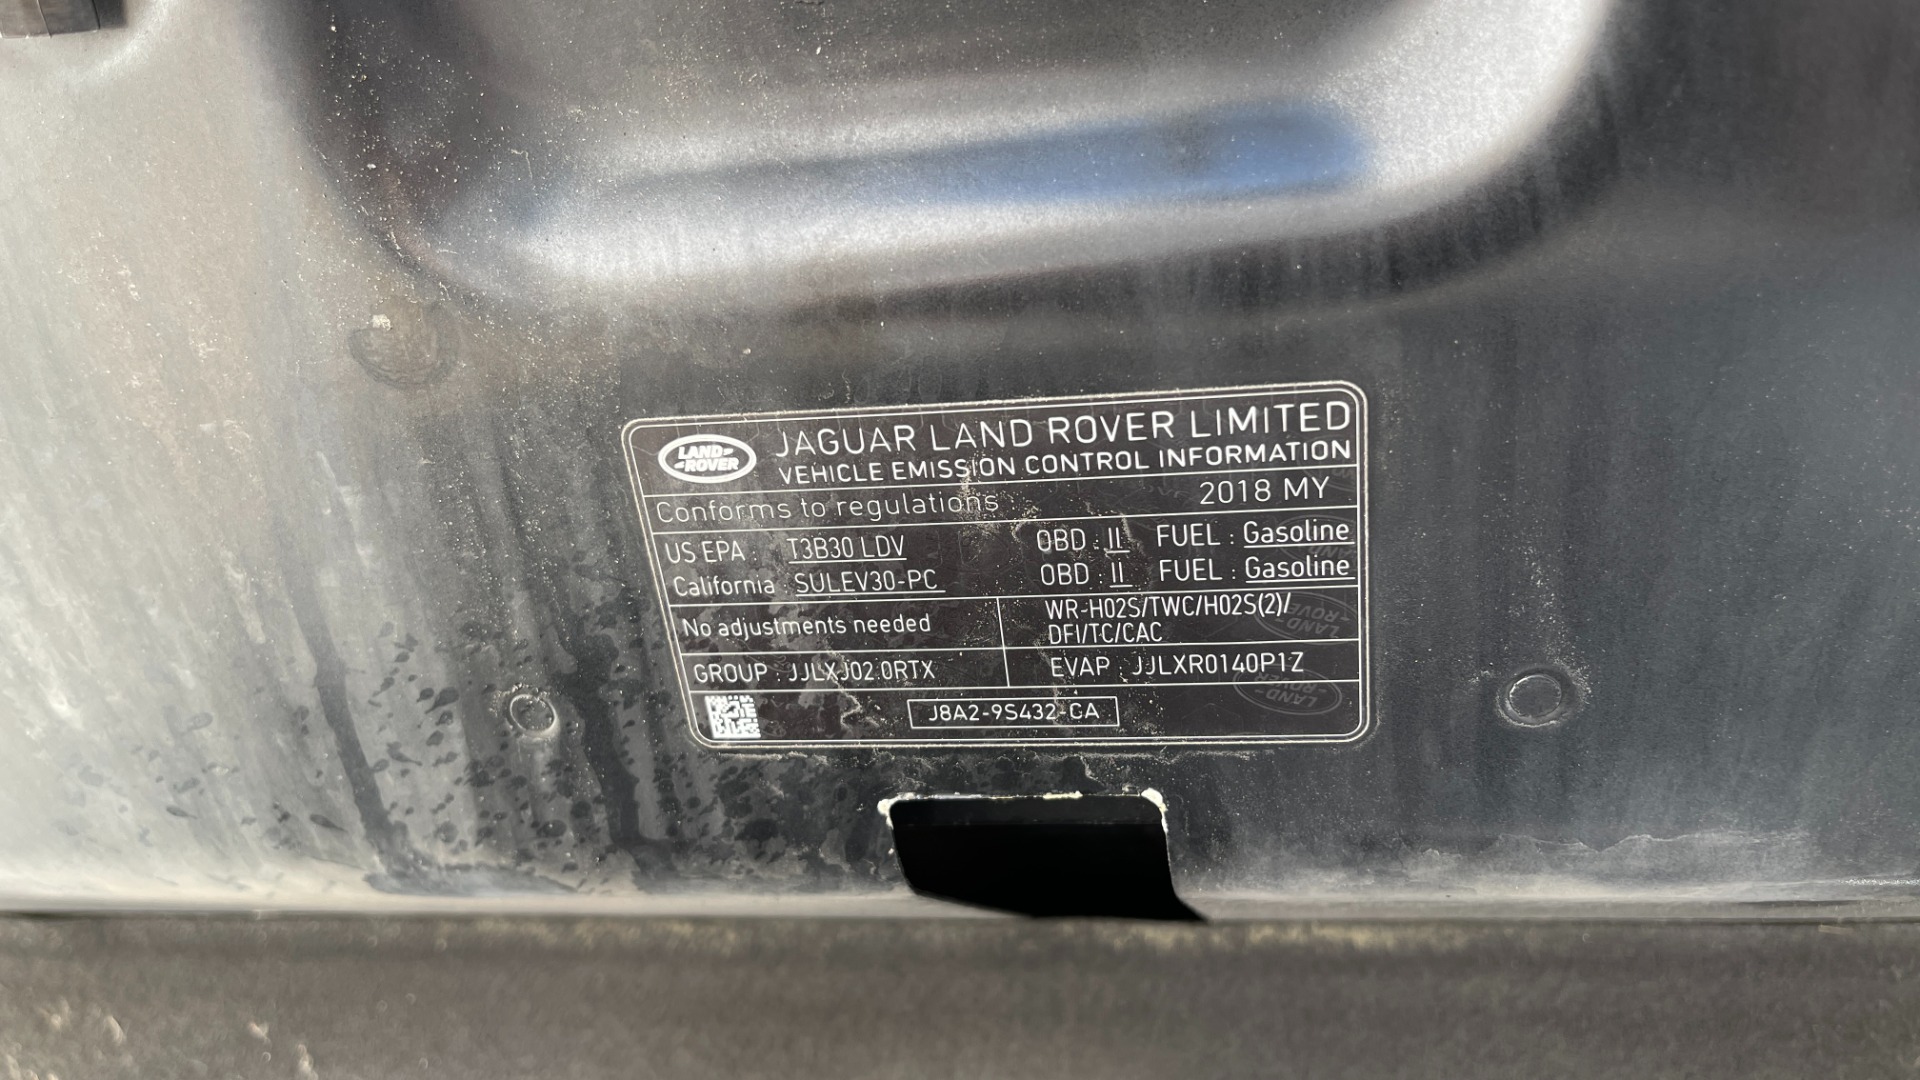 LAND-
-ROVER
JAGUAR LAND ROVER LIMITED
VEHICLE EMISSION CONTROL INFORMATION
Conforms to regulations : 2018 MY
US EPA : T3B30 LDV OBD : II FUEL : Gasoline
California : SULEV30-PC OBD : II FUEL : Gasoline
No adjustments needed
WR-HO2S/TWC/HO2S(2)/
DFI/TC/CAC
GROUP : JJLXJ02.0RTX EVAP : JJLXR0140P1Z
J8A2-9S432-CA